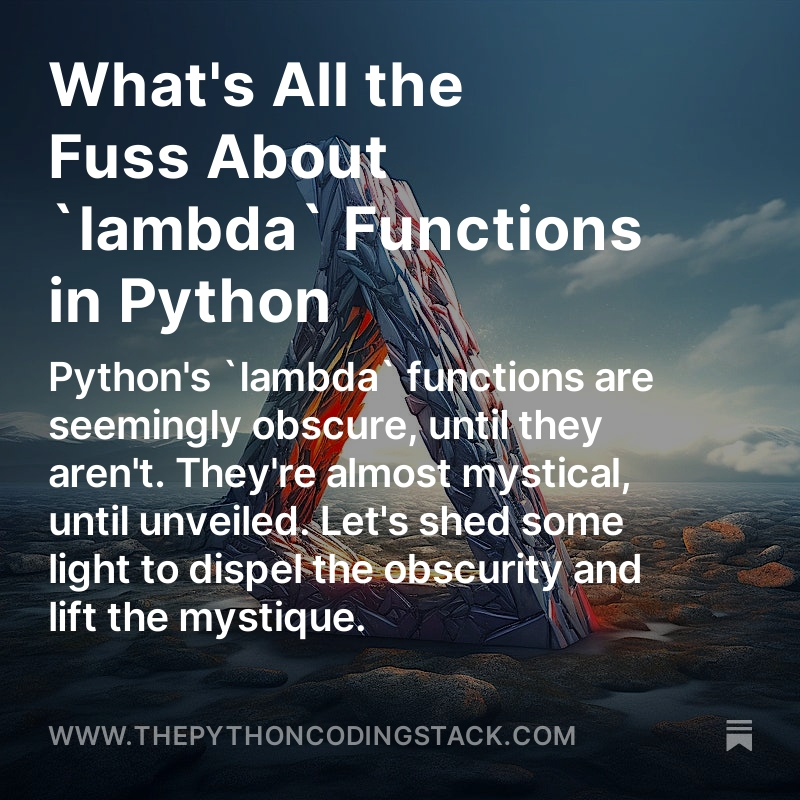 What's All the
Fuss About
`lambda` Functions
in Python
Python's `lambda` functions are
seemingly obscure, until they
aren't. They're almost mystical,
until unveiled. Let's shed some
light to dispel the obscurity and
lift the mystique.
WWW.THEPYTHONCODINGSTACK.COM